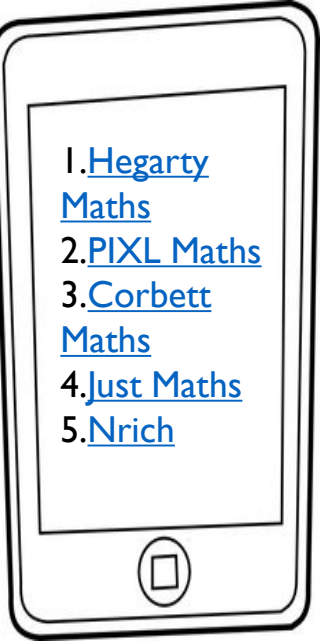 1.Hegarty
Maths
2.PIXL Maths
3.Corbett
Maths
4.Just Maths
5.Nrich